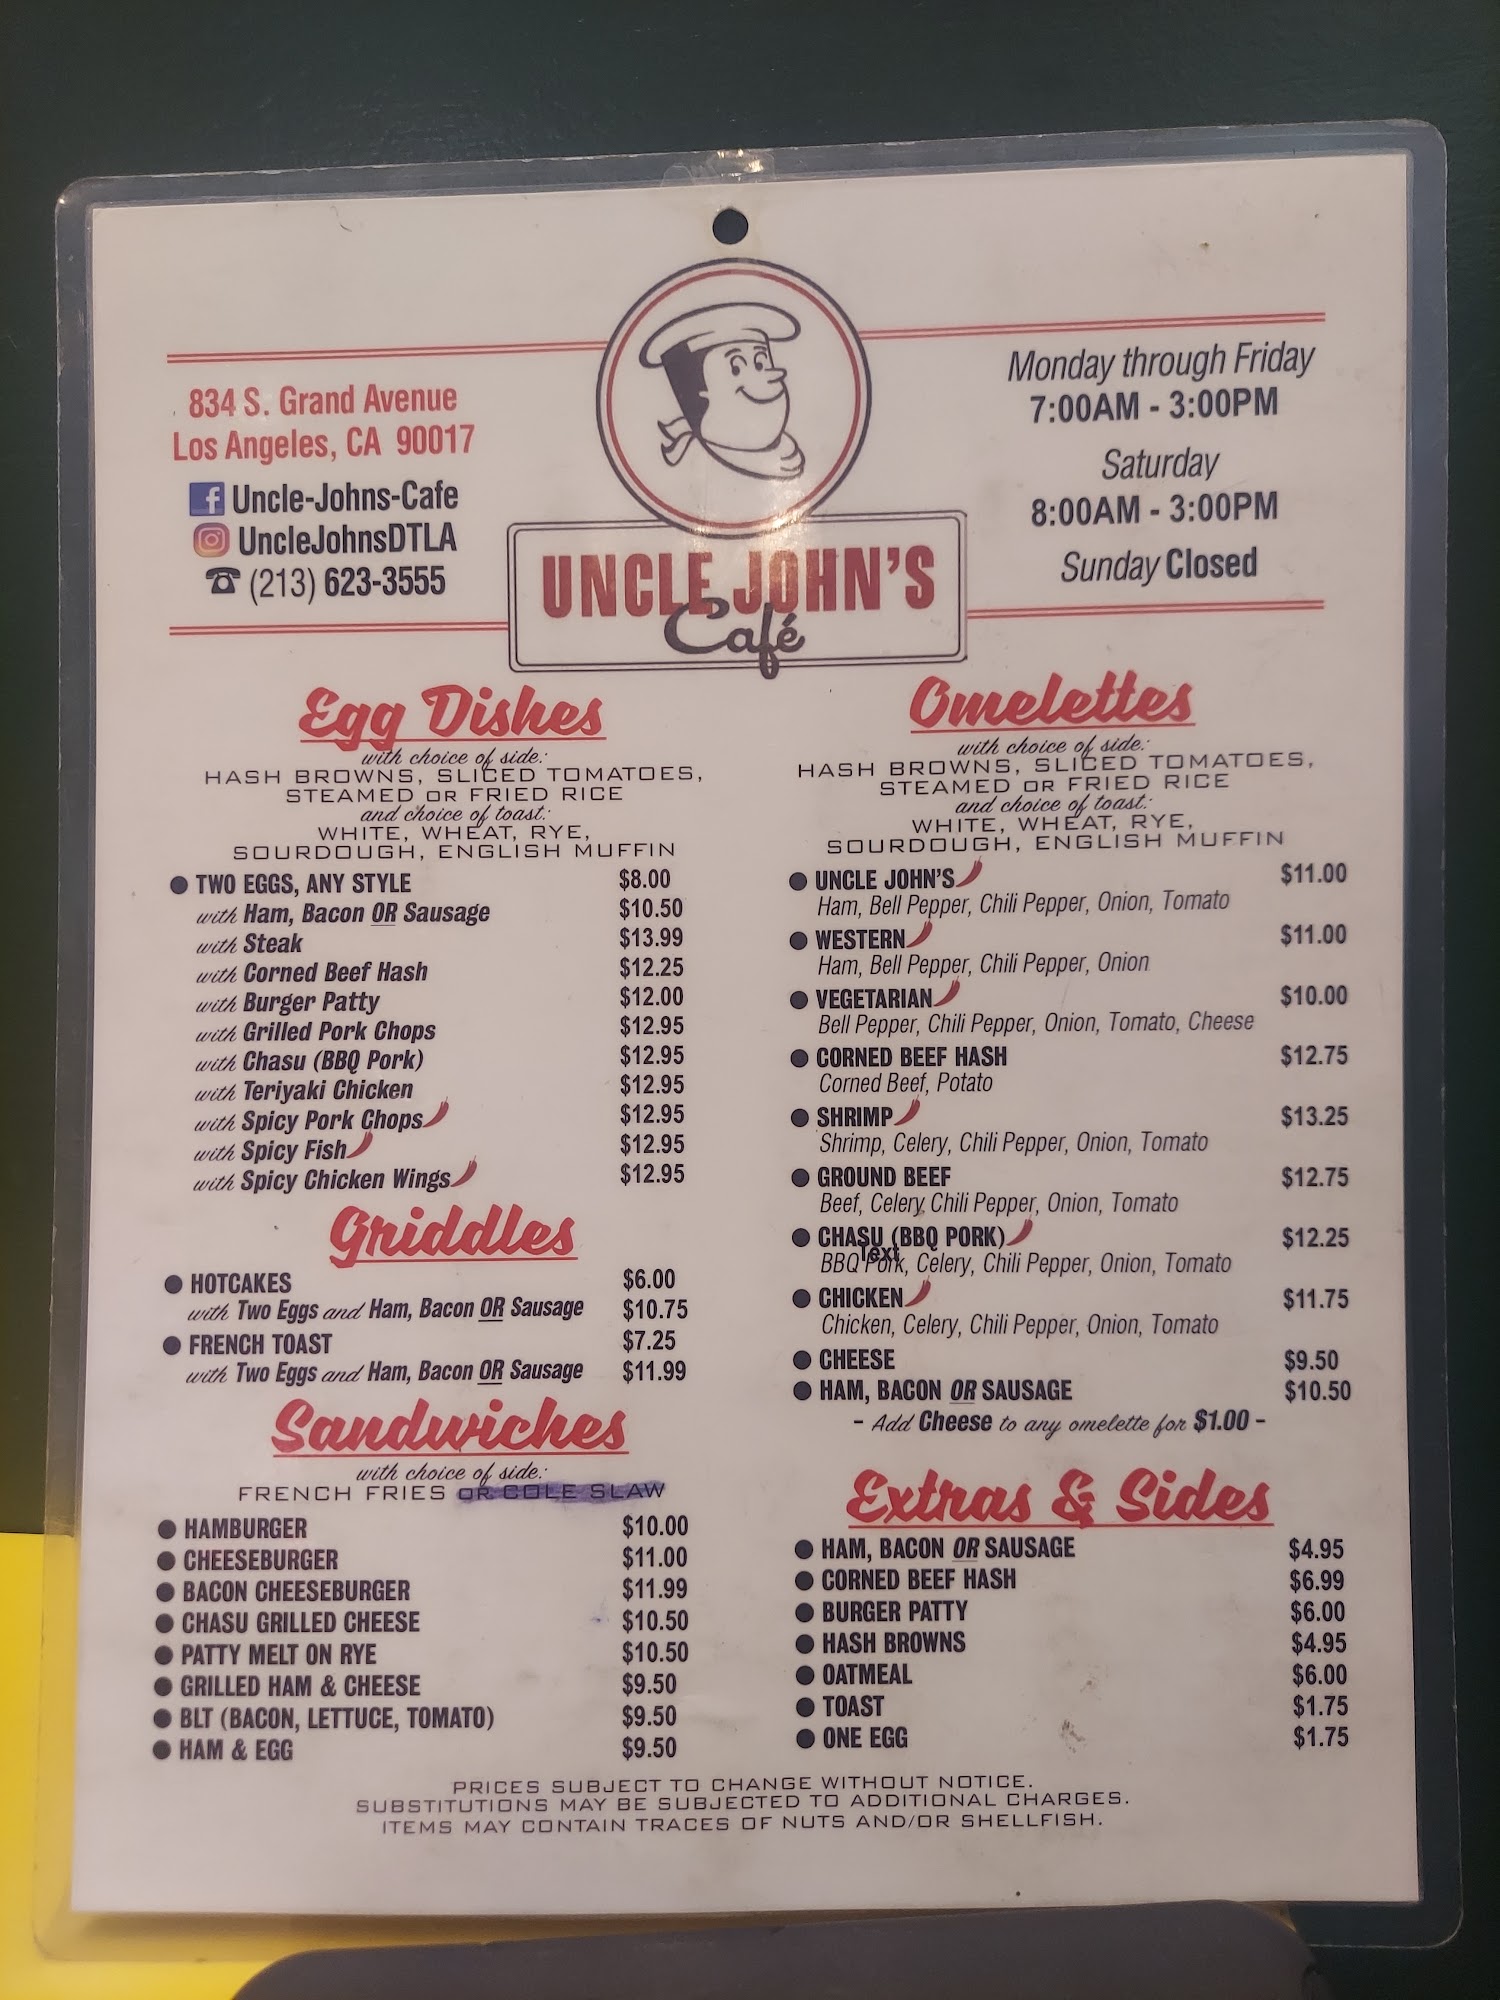 834 S. Grand Avenue
Los Angeles, CA 90017
Uncle-Johns-Cafe
UncleJohnsDTLA
(213) 623-3555
UNCLE JOHN'S
Café
Monday through Friday
7:00AM - 3:00PM
Saturday
8:00AM - 3:00PM
Sunday Closed
Egg Dishes
with choice of side:
HASH BROWNS, SLICED TOMATOES,
STEAMED OR FRIED RICE
and choice of toast:
WHITE, WHEAT, RYE,
SOURDOUGH, ENGLISH MUFFIN
TWO EGGS, ANY STYLE $8.00
with Ham, Bacon OR Sausage $10.50
with Steak $13.99
with Corned Beef Hash $12.25
with Burger Patty $12.00
with Grilled Pork Chops $12.95
with Chasu (BBQ Pork) $12.95
with Teriyaki Chicken $12.95
with Spicy Pork Chops $12.95
with Spicy Fish $12.95
with Spicy Chicken Wings $12.95
Griddles
HOTCAKES $6.00
with Two Eggs and Ham, Bacon OR Sausage $10.75
FRENCH TOAST $7.25
with Two Eggs and Ham, Bacon OR Sausage $11.99
Sandwiches
with choice of side:
FRENCH FRIES OR COLE SLAW
HAMBURGER $10.00
CHEESEBURGER $11.00
BACON CHEESEBURGER $11.99
CHASU GRILLED CHEESE $10.50
PATTY MELT ON RYE $10.50
GRILLED HAM & CHEESE $9.50
BLT (BACON, LETTUCE, TOMATO) $9.50
HAM & EGG $9.50
Omelettes
with choice of side:
HASH BROWNS, SLICED TOMATOES,
STEAMED OR FRIED RICE
and choice of toast:
WHITE, WHEAT, RYE,
SOURDOUGH, ENGLISH MUFFIN
UNCLE JOHN'S $11.00
Ham, Bell Pepper, Chili Pepper, Onion, Tomato
WESTERN $11.00
Ham, Bell Pepper, Chili Pepper, Onion
VEGETARIAN $10.00
Bell Pepper, Chili Pepper, Onion, Tomato, Cheese
CORNED BEEF HASH $12.75
Corned Beef, Potato
SHRIMP $13.25
Shrimp, Celery, Chili Pepper, Onion, Tomato
GROUND BEEF $12.75
Beef, Celery Chili Pepper, Onion, Tomato
CHASU (BBQ PORK) $12.25
Text
BBQ Pork, Celery, Chili Pepper, Onion, Tomato
CHICKEN $11.75
Chicken, Celery, Chili Pepper, Onion, Tomato
CHEESE $9.50
HAM, BACON OR SAUSAGE $10.50
- Add Cheese to any omelette for $1.00 -
Extras & Sides
HAM, BACON OR SAUSAGE $4.95
CORNED BEEF HASH $6.99
BURGER PATTY $6.00
HASH BROWNS $4.95
OATMEAL $6.00
TOAST $1.75
ONE EGG $1.75
PRICES SUBJECT TO CHANGE WITHOUT NOTICE.
SUBSTITUTIONS MAY BE SUBJECTED TO ADDITIONAL CHARGES.
ITEMS MAY CONTAIN TRACES OF NUTS AND/OR SHELLFISH.